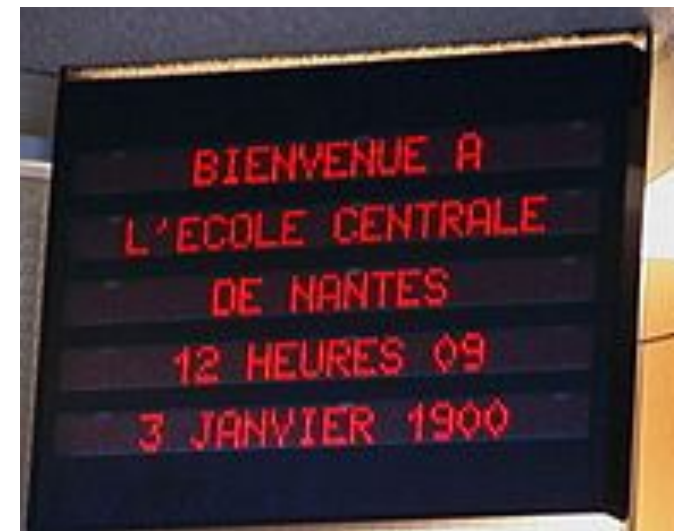 BIENVENUE A
L'ECOLE CENTRALE
DE NANTES
12 HEURES 09
3 JANVIER 1900